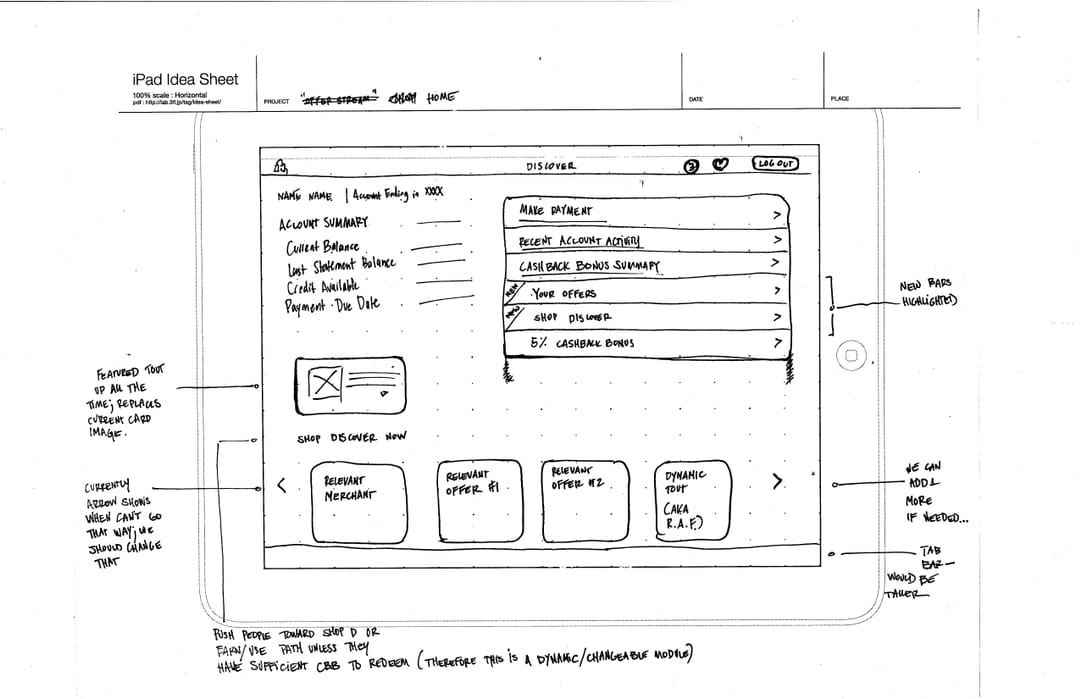 iPad Idea Sheet
100% scale : Horizontal
pdf : http://lab.3fl.jp/tag/idea-sheet/
PROJECT "OFFER STREAM" SHOP HOME
DATE
PLACE
DISCOVER
LOG OUT
NAME NAME | Account Ending in XXXX
ACCOUNT SUMMARY
Current Balance
Last Statement Balance
Credit Available
Payment Due Date
MAKE PAYMENT >
RECENT ACCOUNT ACTIVITY >
CASHBACK BONUS SUMMARY >
NEW YOUR OFFERS >
NEW SHOP DISCOVER >
5% CASHBACK BONUS >
NEW BARS
HIGHLIGHTED
FEATURED TOUT
UP ALL THE
TIME; REPLACES
CURRENT CARD
IMAGE.
SHOP DISCOVER NOW
<
RELEVANT
MERCHANT
RELEVANT
OFFER #1
RELEVANT
OFFER #2
DYNAMIC
TOUT
(AKA
R.A.F.)
>
CURRENTLY
ARROW SHOWS
WHEN CAN'T GO
THAT WAY; WE
SHOULD CHANGE
THAT
WE CAN
ADD 1
MORE
IF NEEDED...
TAB
BAR—
WOULD BE
TALLER
PUSH PEOPLE TOWARD SHOP D OR
EARN/USE PATH UNLESS THEY
HAVE SUFFICIENT CBB TO REDEEM (THEREFORE THIS IS A DYNAMIC/CHANGEABLE MODULE)